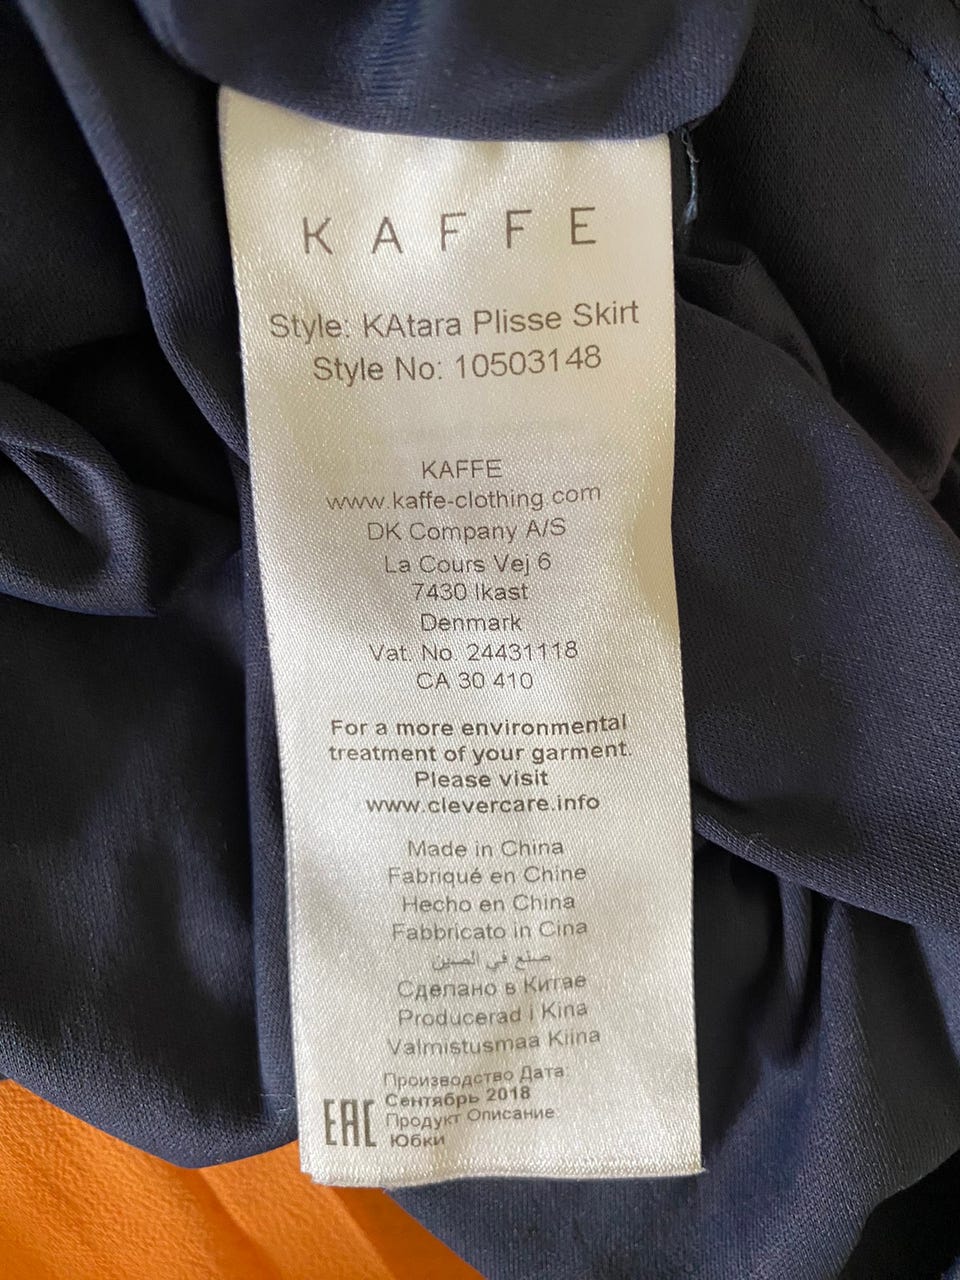 KAFFE
Style: KAtara Plisse Skirt
Style No: 10503148
KAFFE
www.kaffe-clothing.com
DK Company A/S
La Cours Vej 6
7430 Ikast
Denmark
Vat. No. 24431118
CA 30 410
For a more environmental
treatment of your garment.
Please visit
www.clevercare.info
Made in China
Fabriqué en Chine
Hecho en China
Fabbricato in Cina
صنع في الصين
Сделано в Китае
Producerad i Kina
Valmistusmaa Kiina
Производство Дата:
Сентябрь 2018
Продукт Описание:
Юбки
EAC